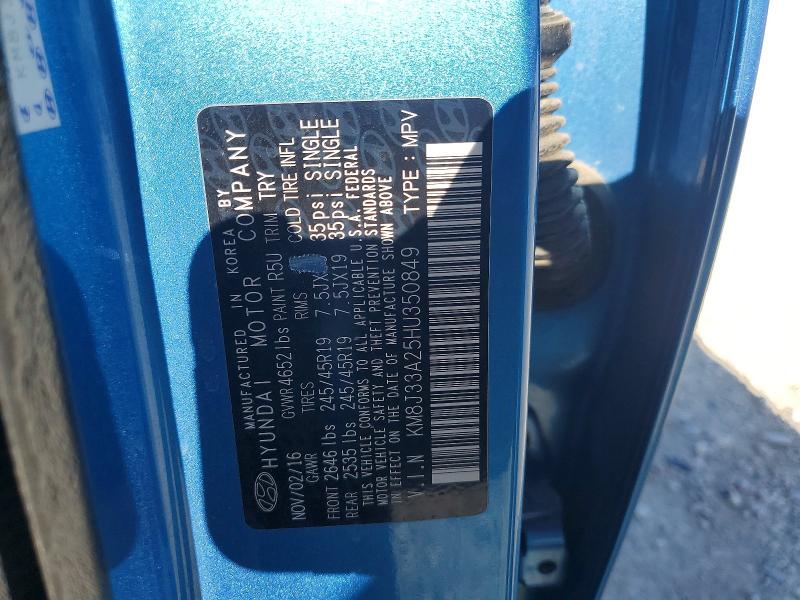 MANUFACTURED IN KOREA BY
HYUNDAI MOTOR COMPANY
NOV/02/16 GVWR 4652 lbs PAINT R5U TRIM TRY
GAWR TIRES RMS COLD TIRE INFL
FRONT 2646 lbs 245/45R19 7.5JX 35psi SINGLE
REAR 2535 lbs 245/45R19 7.5JX19 35psi SINGLE
THIS VEHICLE CONFORMS TO ALL APPLICABLE U.S.A. FEDERAL
MOTOR VEHICLE SAFETY AND THEFT PREVENTION STANDARDS
IN EFFECT ON THE DATE OF MANUFACTURE SHOWN ABOVE
V.I.N KM8J33A25HU350849 TYPE : MPV
KM8V